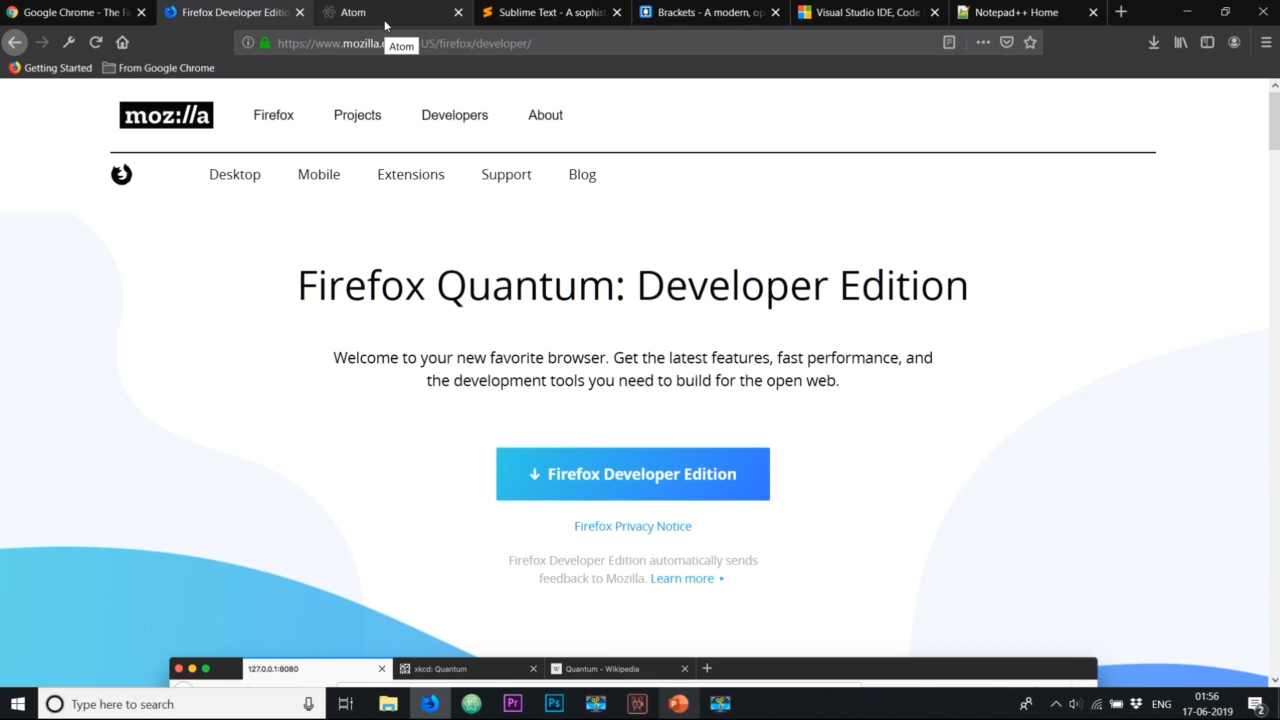 Google Chrome - The Fa
Firefox Developer Editio
Atom
Sublime Text - A sophist
Brackets - A modern, op
Visual Studio IDE, Code
Notepad++ Home
https://www.mozilla. US/firefox/developer/
Atom
Getting Started
From Google Chrome
moz://a
Firefox
Projects
Developers
About
Desktop
Mobile
Extensions
Support
Blog
Firefox Quantum: Developer Edition
Welcome to your new favorite browser. Get the latest features, fast performance, and
the development tools you need to build for the open web.
Firefox Developer Edition
Firefox Privacy Notice
Firefox Developer Edition automatically sends
feedback to Mozilla. Learn more
127.0.0.1:8080
xkcd: Quantum
W
Quantum - Wikipedia
Type here to search
Pr
Ps
ENG
01:56
17-06-2019
2